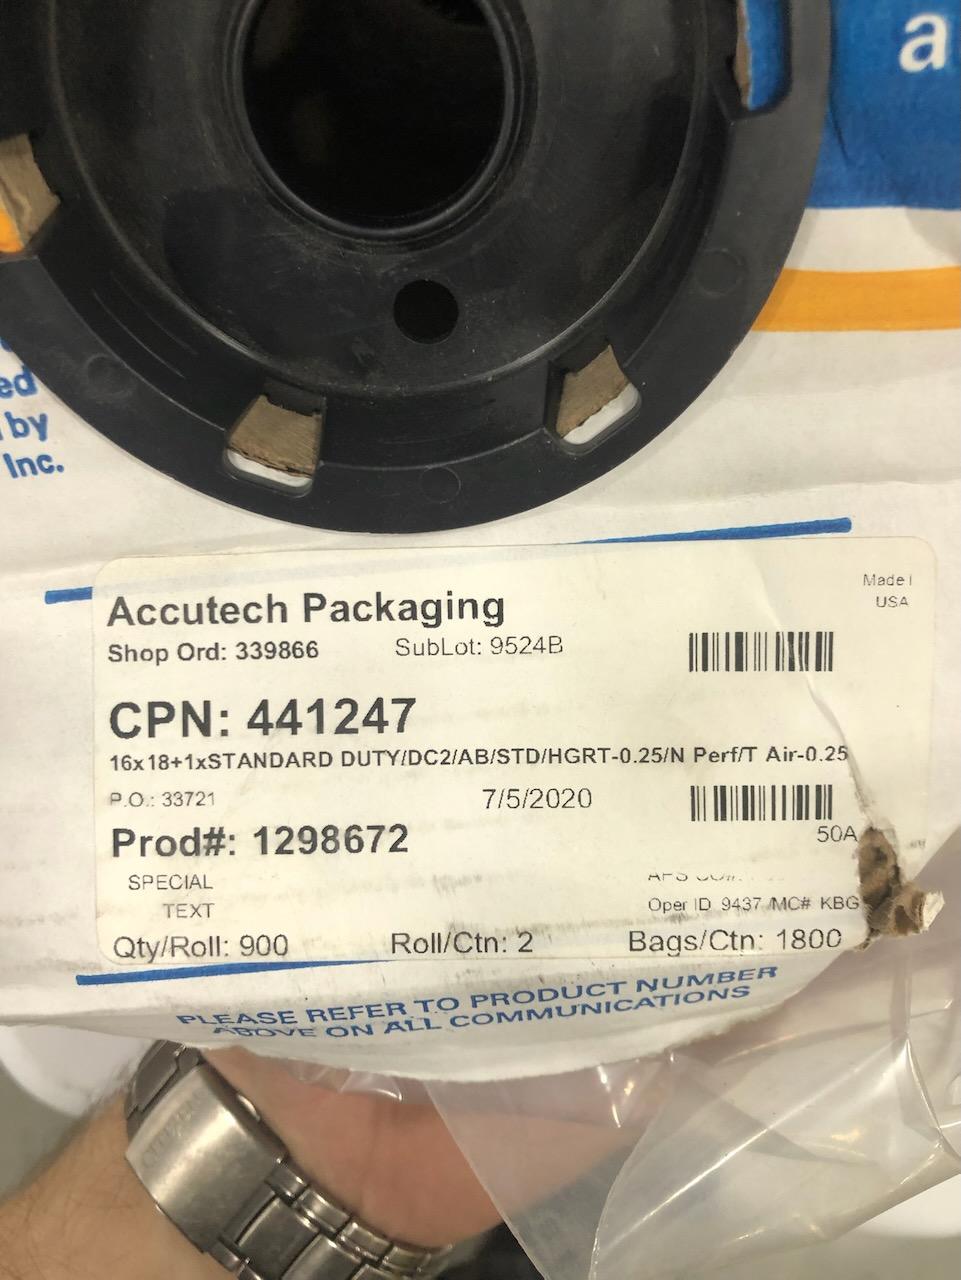 a
ed
by
Inc.
Made I
USA
Accutech Packaging
Shop Ord: 339866 SubLot: 9524B
CPN: 441247
16x18+1xSTANDARD DUTY/DC2/AB/STD/HGRT-0.25/N Perf/T Air-0.25
P.O.: 33721 7/5/2020
50A
Prod#: 1298672
SPECIAL
TEXT
Oper ID 9437 /MC# KBG
Qty/Roll: 900 Roll/Ctn: 2 Bags/Ctn: 1800
PLEASE REFER TO PRODUCT NUMBER
ABOVE ON ALL COMMUNICATIONS